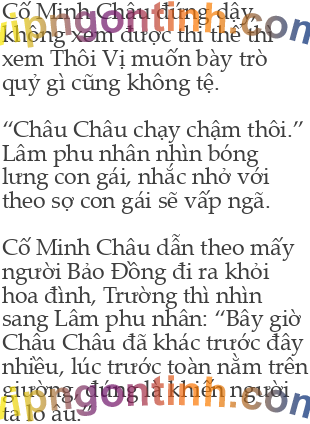 Cố Minh Châu đứng dậy,
không xem được thi thể thì
xem Thôi Vị muốn bày trò
quỷ gì cũng không tệ.
“Châu Châu chạy chậm thôi.”
Lâm phu nhân nhìn bóng
lưng con gái, nhắc nhở với
theo sợ con gái sẽ vấp ngã.
Cố Minh Châu dẫn theo mấy
người Bảo Đồng đi ra khỏi
hoa đình, Trường thì nhìn
sang Lâm phu nhân: “Bây giờ
Châu Châu đã khác trước đây
nhiều, lúc trước toàn nằm trên
giường, đúng là khiến người
ta lo âu.”
vipngontinh.com
vipngontinh.com